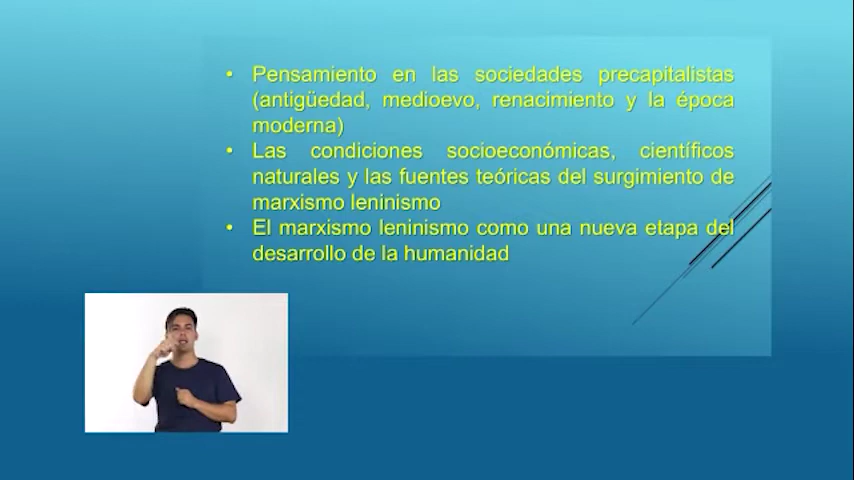 • Pensamiento en las sociedades precapitalistas
(antigüedad, medioevo, renacimiento y la época
moderna)
• Las condiciones socioeconómicas, científicos
naturales y las fuentes teóricas del surgimiento de
marxismo leninismo
• El marxismo leninismo como una nueva etapa del
desarrollo de la humanidad